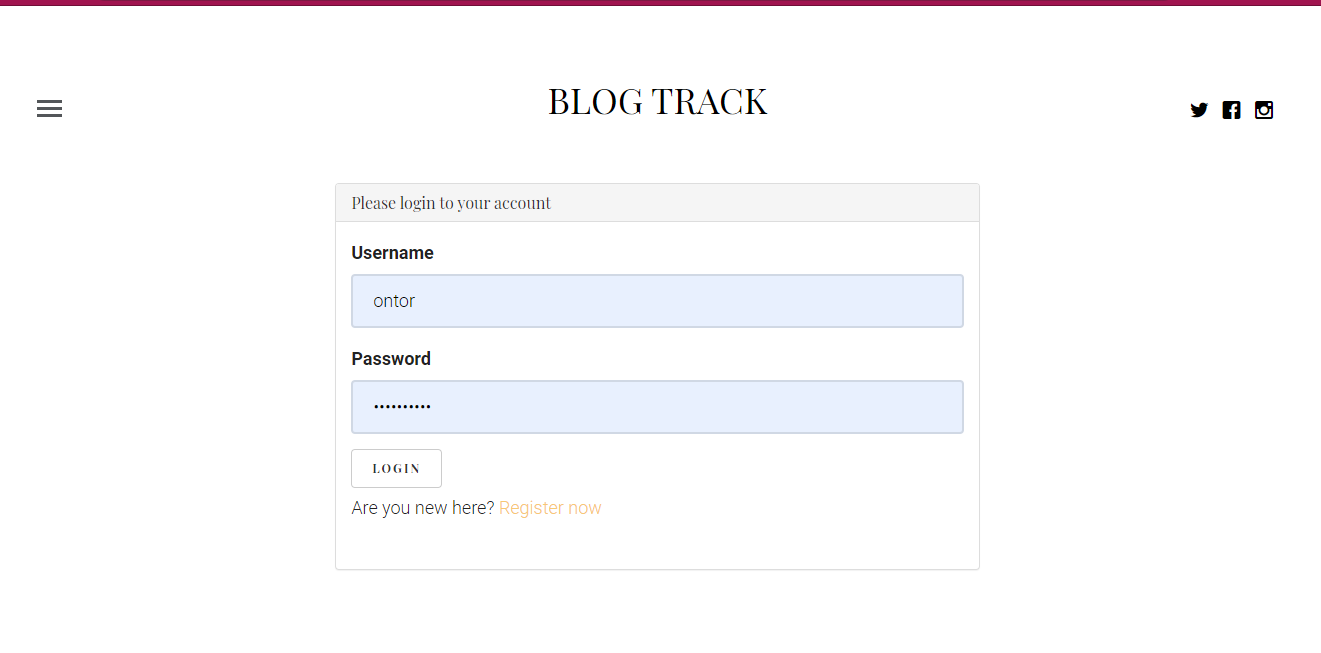 BLOG TRACK
Please login to your account
Username
ontor
Password
••••••••••
LOGIN
Are you new here? Register now